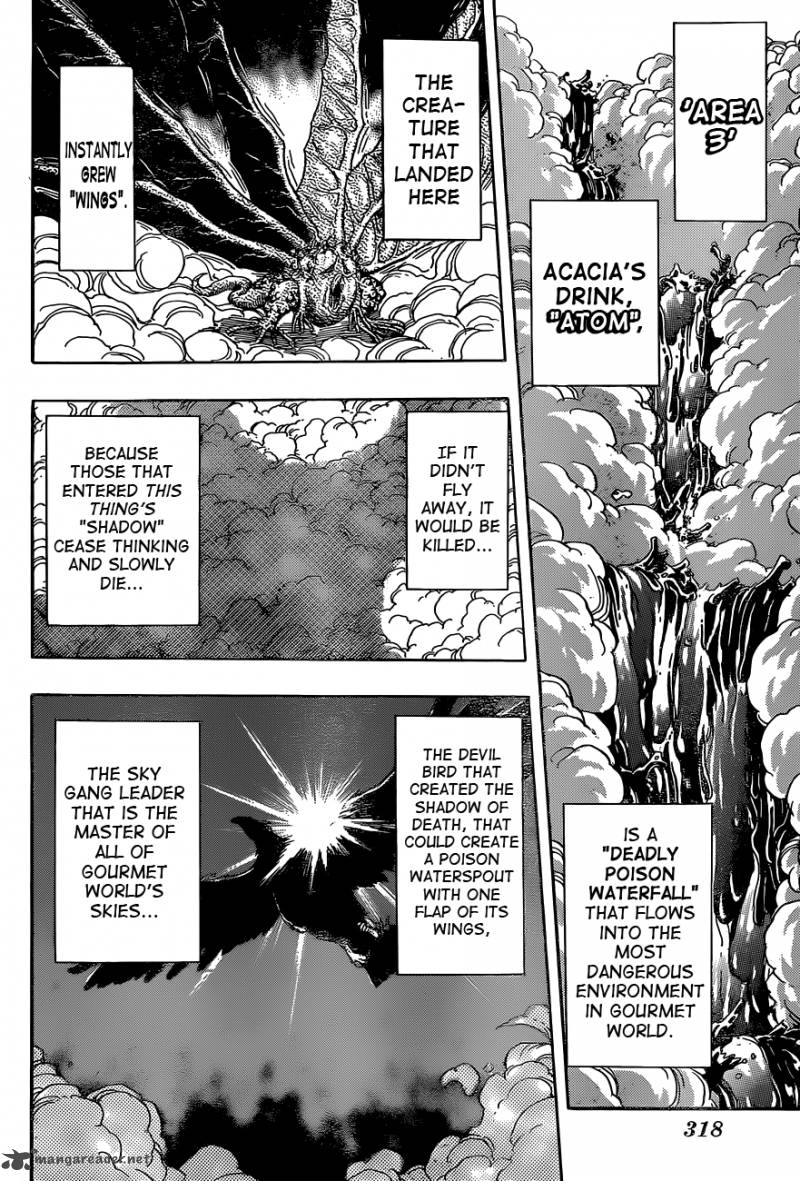 'AREA
3'
ACACIA'S
DRINK,
"ATOM",
IS A
"DEADLY
POISON
WATERFALL"
THAT FLOWS
INTO THE
MOST
DANGEROUS
ENVIRONMENT
IN GOURMET
WORLD.
THE
CREA-
TURE
THAT
LANDED
HERE
INSTANTLY
GREW
"WINGS".
IF IT
DIDN'T
FLY
AWAY, IT
WOULD BE
KILLED...
BECAUSE
THOSE THAT
ENTERED THIS
THING'S
"SHADOW"
CEASE THINKING
AND SLOWLY
DIE...
THE DEVIL
BIRD THAT
CREATED THE
SHADOW OF
DEATH, THAT
COULD CREATE
A POISON
WATERSPOUT
WITH ONE
FLAP OF ITS
WINGS,
THE SKY
GANG LEADER
THAT IS THE
MASTER OF
ALL OF
GOURMET
WORLD'S
SKIES...
318
mangareader.net